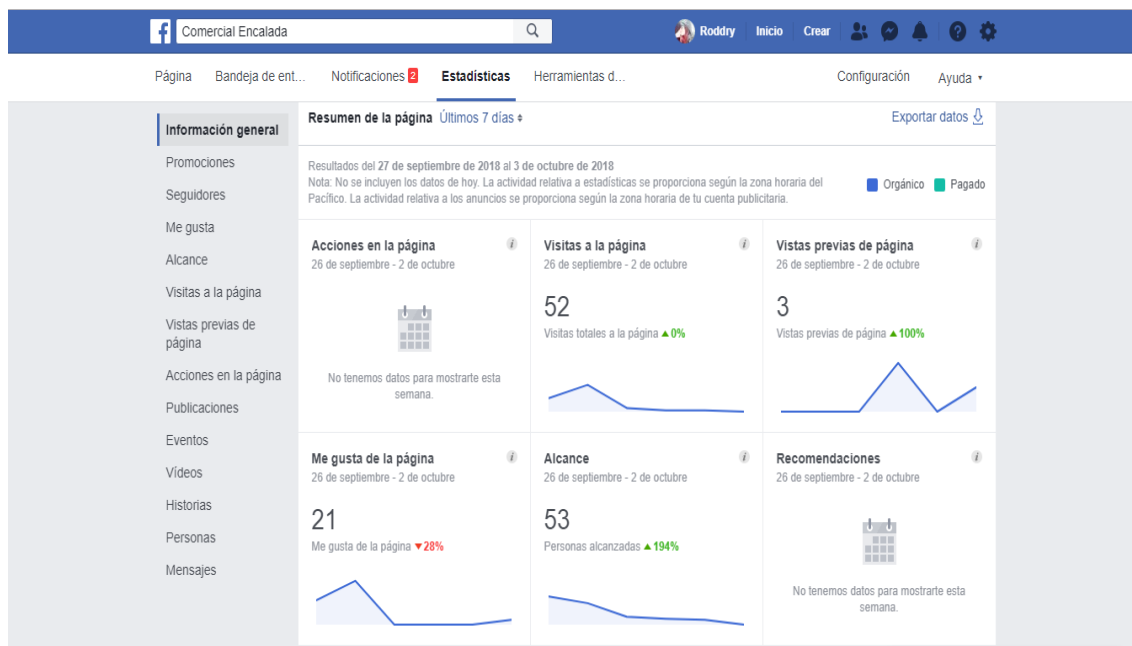 Comercial Encalada
Roddry Inicio Crear
Página Bandeja de ent... Notificaciones 2 Estadísticas Herramientas d... Configuración Ayuda
Información general
Promociones
Seguidores
Me gusta
Alcance
Visitas a la página
Vistas previas de
página
Acciones en la página
Publicaciones
Eventos
Vídeos
Historias
Personas
Mensajes
Resumen de la página Últimos 7 días
Exportar datos
Resultados del 27 de septiembre de 2018 al 3 de octubre de 2018
Nota: No se incluyen los datos de hoy. La actividad relativa a estadísticas se proporciona según la zona horaria del
Pacífico. La actividad relativa a los anuncios se proporciona según la zona horaria de tu cuenta publicitaria.
Orgánico Pagado
Acciones en la página
26 de septiembre - 2 de octubre
No tenemos datos para mostrarte esta
semana.
Visitas a la página
26 de septiembre - 2 de octubre
52
Visitas totales a la página ▲0%
Vistas previas de página
26 de septiembre - 2 de octubre
3
Vistas previas de página ▲100%
Me gusta de la página
26 de septiembre - 2 de octubre
21
Me gusta de la página ▼28%
Alcance
26 de septiembre - 2 de octubre
53
Personas alcanzadas ▲194%
Recomendaciones
26 de septiembre - 2 de octubre
No tenemos datos para mostrarte esta
semana.